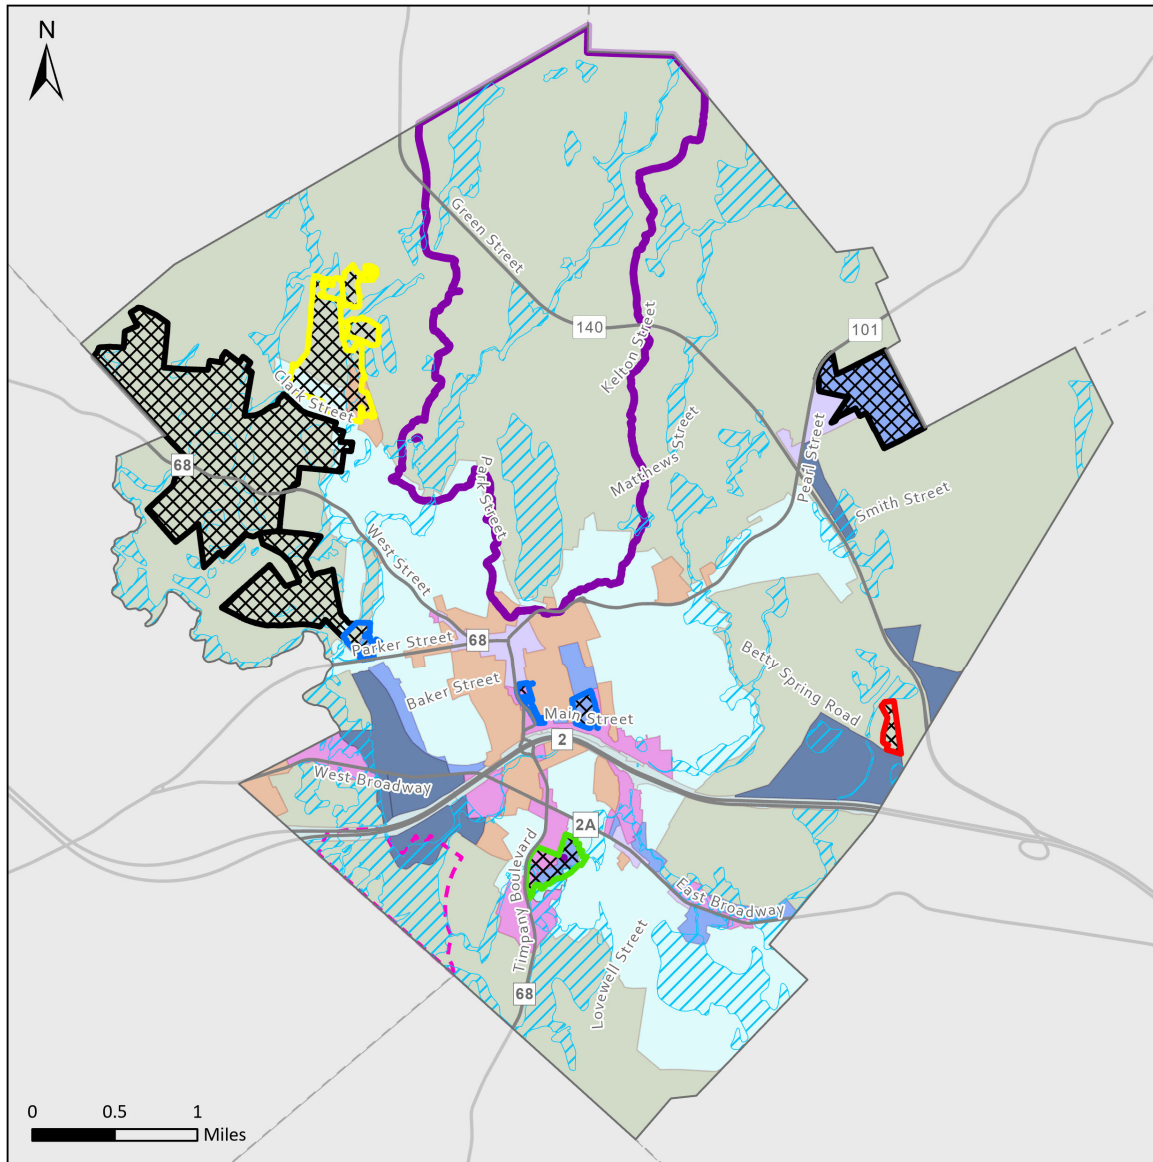 N
Green Street
140
Kelton Street
101
Clark Street
68
Park Street
Matthews Street
Pearl Street
Smith Street
West Street
Parker Street
68
Betty Spring Road
Baker Street
Main Street
2
West Broadway
2A
Timpany Boulevard
East Broadway
Lovewell Street
68
0 0.5 1
Miles